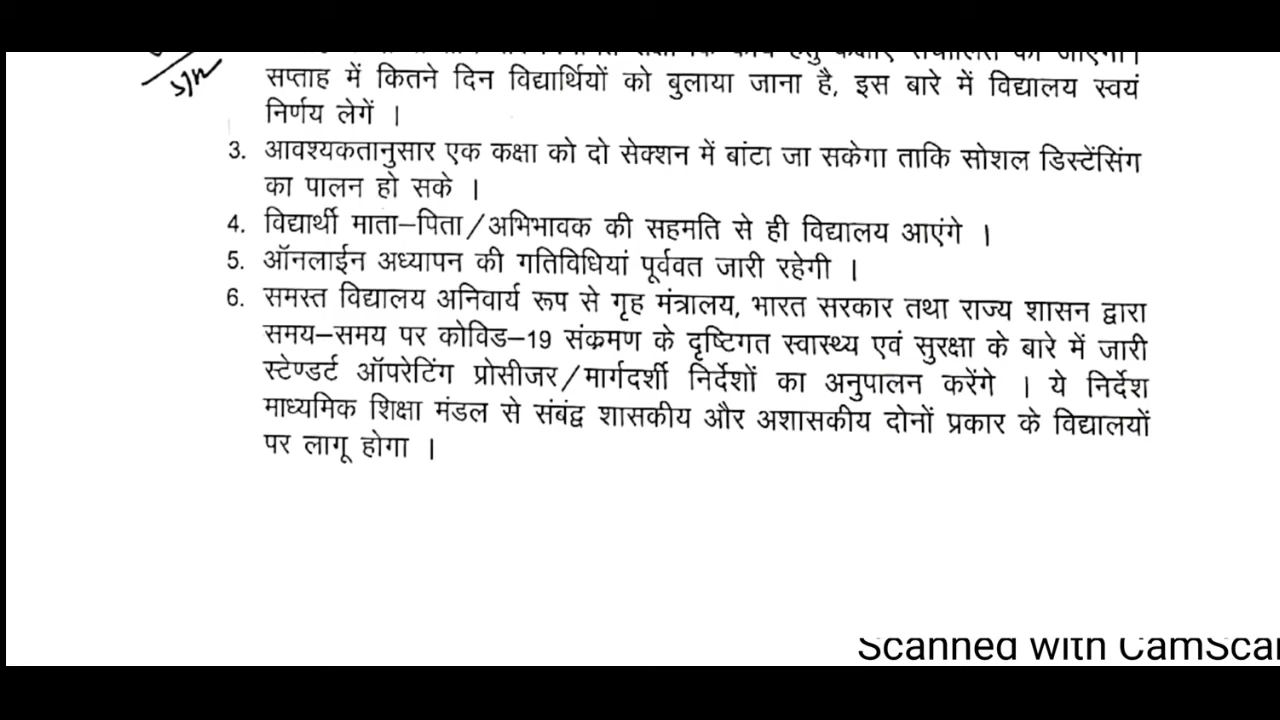 सप्ताह में कितने दिन विद्यार्थियों को बुलाया जाना है, इस बारे में विद्यालय स्वयं
निर्णय लेगें ।
3. आवश्यकतानुसार एक कक्षा को दो सेक्शन में बांटा जा सकेगा ताकि सोशल डिस्टेंसिंग
का पालन हो सके ।
4. विद्यार्थी माता–पिता/अभिभावक की सहमति से ही विद्यालय आएंगे ।
5. ऑनलाईन अध्यापन की गतिविधियां पूर्ववत जारी रहेगी ।
6. समस्त विद्यालय अनिवार्य रूप से गृह मंत्रालय, भारत सरकार तथा राज्य शासन द्वारा
समय–समय पर कोविड–19 संक्रमण के दृष्टिगत स्वास्थ्य एवं सुरक्षा के बारे में जारी
स्टेण्डर्ट ऑपरेटिंग प्रोसीजर/मार्गदर्शी निर्देशों का अनुपालन करेंगे । ये निर्देश
माध्यमिक शिक्षा मंडल से संबंद्व शासकीय और अशासकीय दोनों प्रकार के विद्यालयों
पर लागू होगा ।
Scanned with CamScan